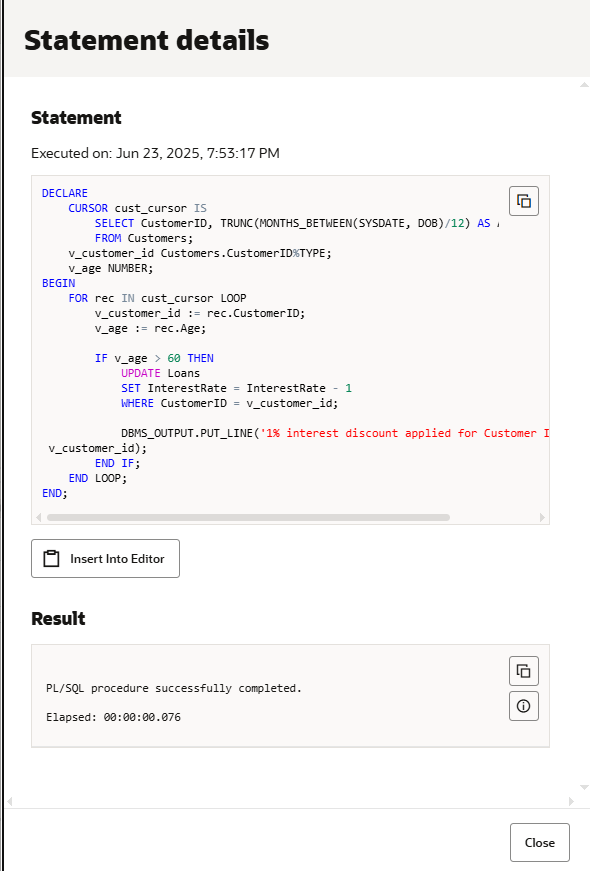 Statement details
Statement
Executed on: Jun 23, 2025, 7:53:17 PM
DECLARE
    CURSOR cust_cursor IS
        SELECT CustomerID, TRUNC(MONTHS_BETWEEN(SYSDATE, DOB)/12) AS
        FROM Customers;
    v_customer_id Customers.CustomerID%TYPE;
    v_age NUMBER;
BEGIN
    FOR rec IN cust_cursor LOOP
        v_customer_id := rec.CustomerID;
        v_age := rec.Age;
        IF v_age > 60 THEN
            UPDATE Loans
            SET InterestRate = InterestRate - 1
            WHERE CustomerID = v_customer_id;
            DBMS_OUTPUT.PUT_LINE('1% interest discount applied for Customer
 v_customer_id);
        END IF;
    END LOOP;
END;
Insert Into Editor
Result
PL/SQL procedure successfully completed.
Elapsed: 00:00:00.076
Close